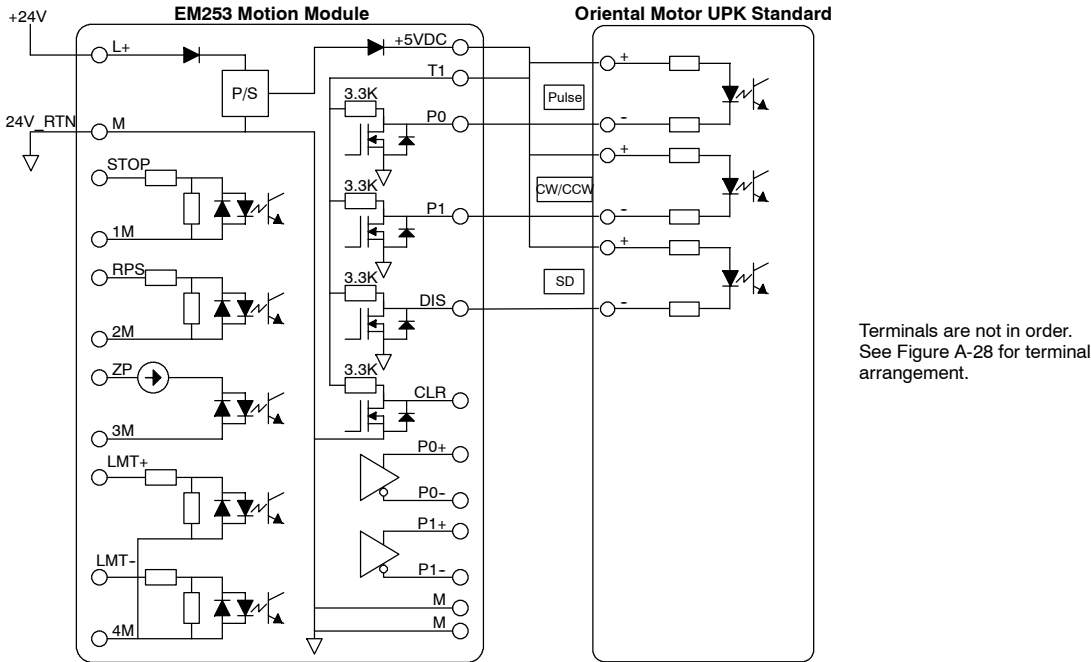 EM253 Motion Module
Oriental Motor UPK Standard
+24V
L+
P/S
+5VDC
T1
24V_RTN
M
3.3K
P0
Pulse
+
-
STOP
1M
3.3K
P1
CW/CCW
+
-
RPS
2M
3.3K
DIS
SD
+
-
ZP
3M
3.3K
CLR
LMT+
P0+
P0-
P1+
P1-
LMT-
4M
M
M
Terminals are not in order.
See Figure A-28 for terminal
arrangement.